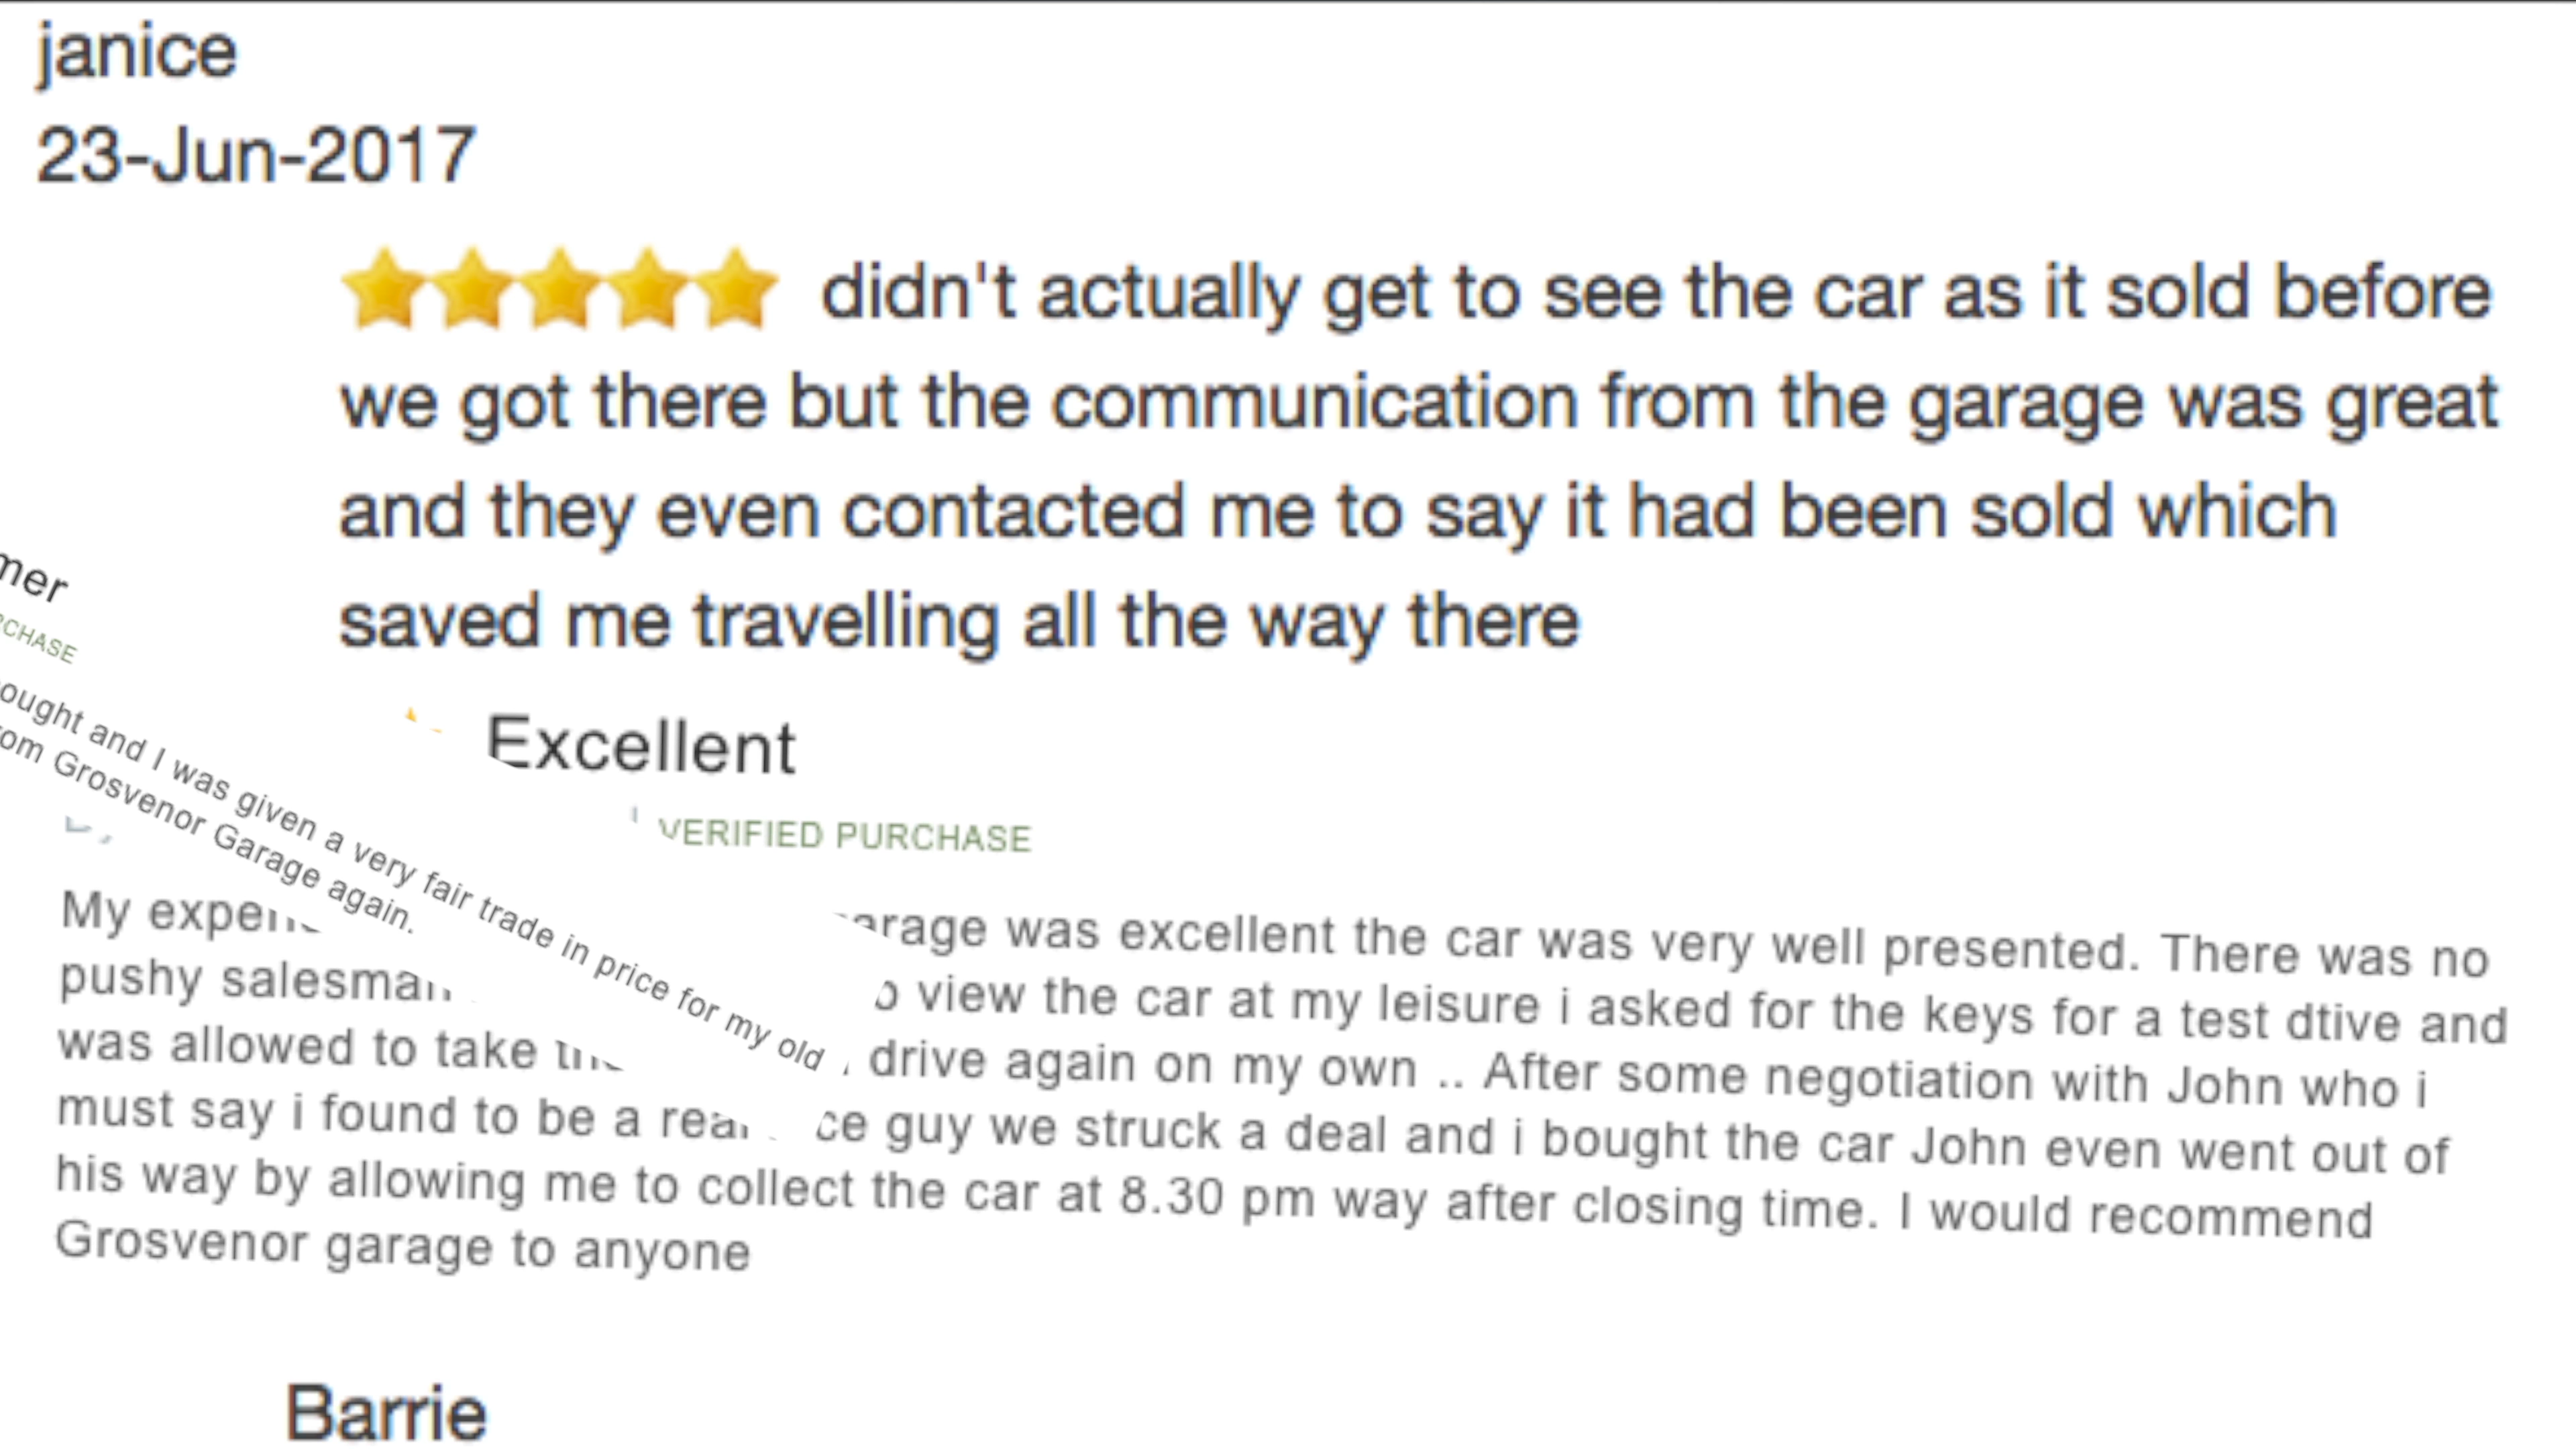 janice
23-Jun-2017
didn't actually get to see the car as it sold before
we got there but the communication from the garage was great
and they even contacted me to say it had been sold which
saved me travelling all the way there
and I was given a very fair trade in price for my old
Grosvenor Garage again.
Excellent
VERIFIED PURCHASE
My was excellent the car was very well presented. There was no
pushy view the car at my leisure i asked for the keys for a test dtive and
was allowed to take drive again on my own .. After some negotiation with John who i
must say i found to be a guy we struck a deal and i bought the car John even went out of
his way by allowing me to collect the car at 8.30 pm way after closing time. I would recommend
Grosvenor garage to anyone
Barrie